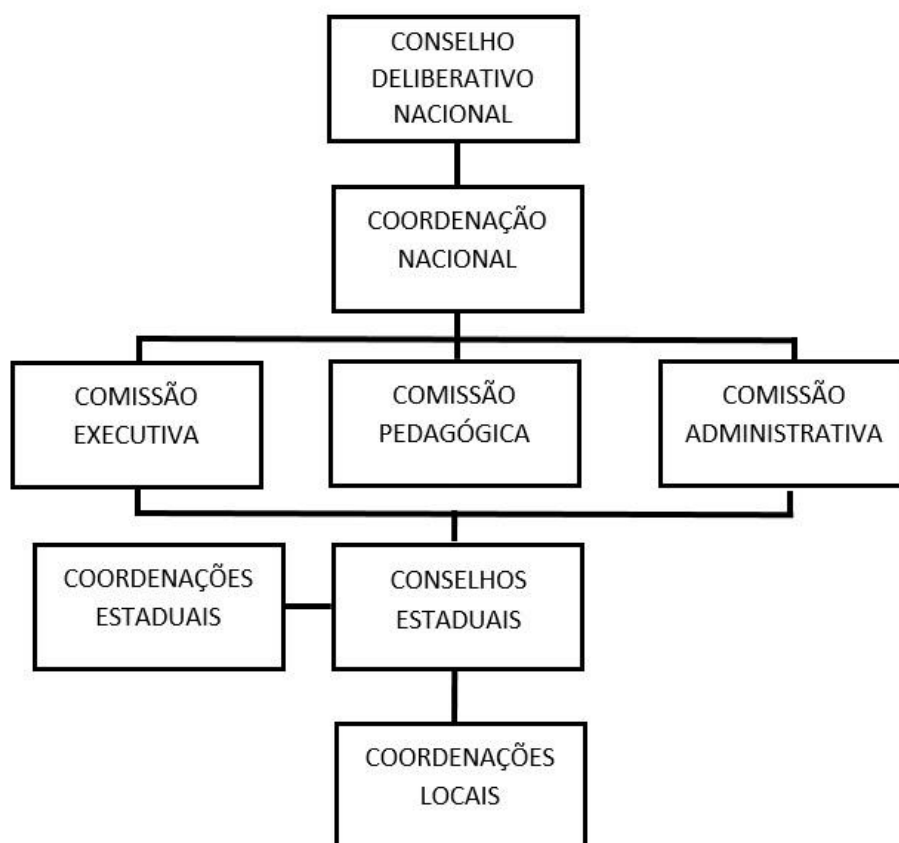 CONSELHO
DELIBERATIVO
NACIONAL
COORDENAÇÃO
NACIONAL
COMISSÃO
EXECUTIVA
COMISSÃO
PEDAGÓGICA
COMISSÃO
ADMINISTRATIVA
COORDENAÇÕES
ESTADUAIS
CONSELHOS
ESTADUAIS
COORDENAÇÕES
LOCAIS